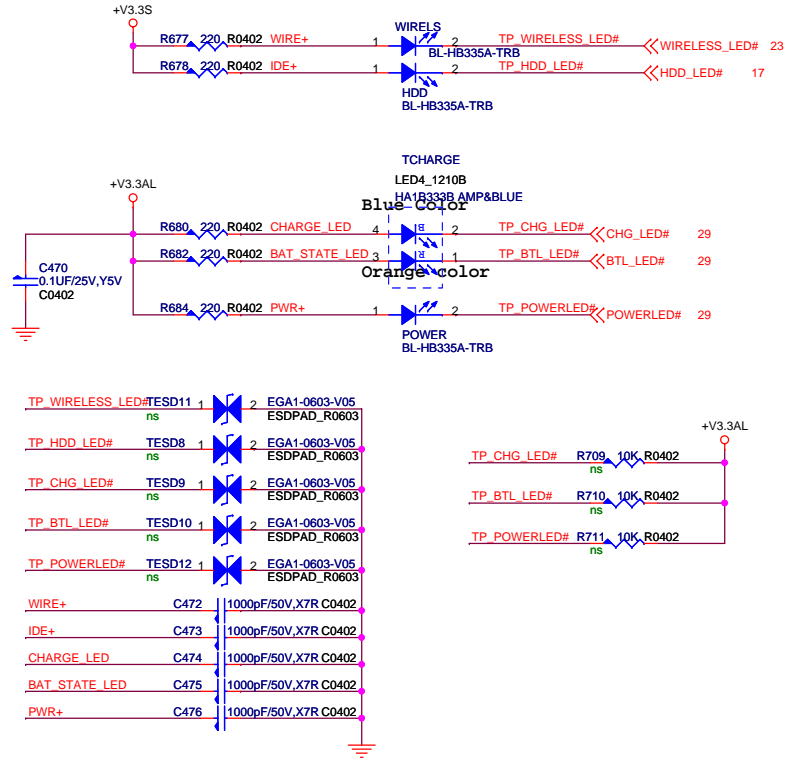 +V3.3S
R677 220 R0402 WIRE+ 1 WIRELS 2 TP_WIRELESS_LED# WIRELESS_LED# 23
BL-HB335A-TRB
R678 220 R0402 IDE+ 1 2 TP_HDD_LED# HDD_LED# 17
HDD
BL-HB335A-TRB
TCHARGE
LED4_1210B
HA1B333B AMP&BLUE
+V3.3AL
Blue Color
R680 220 R0402 CHARGE_LED 4 B 2 TP_CHG_LED# CHG_LED# 29
R682 220 R0402 BAT_STATE_LED 3 R 1 TP_BTL_LED# BTL_LED# 29
Orange color
C470
0.1UF/25V,Y5V
C0402
R684 220 R0402 PWR+ 1 2 TP_POWERLED# POWERLED# 29
POWER
BL-HB335A-TRB
TP_WIRELESS_LED# TESD11 1 2 EGA1-0603-V05
ns ESDPAD_R0603
TP_HDD_LED# TESD8 1 2 EGA1-0603-V05
ns ESDPAD_R0603
TP_CHG_LED# TESD9 1 2 EGA1-0603-V05
ns ESDPAD_R0603
TP_BTL_LED# TESD10 1 2 EGA1-0603-V05
ns ESDPAD_R0603
TP_POWERLED# TESD12 1 2 EGA1-0603-V05
ns ESDPAD_R0603
WIRE+ C472 1000pF/50V,X7R C0402
IDE+ C473 1000pF/50V,X7R C0402
CHARGE_LED C474 1000pF/50V,X7R C0402
BAT_STATE_LED C475 1000pF/50V,X7R C0402
PWR+ C476 1000pF/50V,X7R C0402
+V3.3AL
TP_CHG_LED# R709 10K R0402
ns
TP_BTL_LED# R710 10K R0402
ns
TP_POWERLED# R711 10K R0402
ns